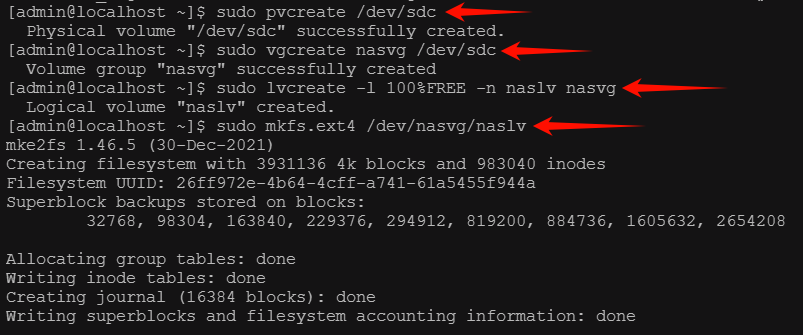 [admin@localhost ~]$ sudo pvcreate /dev/sdc
  Physical volume "/dev/sdc" successfully created.
[admin@localhost ~]$ sudo vgcreate nasvg /dev/sdc
  Volume group "nasvg" successfully created
[admin@localhost ~]$ sudo lvcreate -l 100%FREE -n naslv nasvg
  Logical volume "naslv" created.
[admin@localhost ~]$ sudo mkfs.ext4 /dev/nasvg/naslv
mke2fs 1.46.5 (30-Dec-2021)
Creating filesystem with 3931136 4k blocks and 983040 inodes
Filesystem UUID: 26ff972e-4b64-4cff-a741-61a5455f944a
Superblock backups stored on blocks:
        32768, 98304, 163840, 229376, 294912, 819200, 884736, 1605632, 2654208

Allocating group tables: done
Writing inode tables: done
Creating journal (16384 blocks): done
Writing superblocks and filesystem accounting information: done